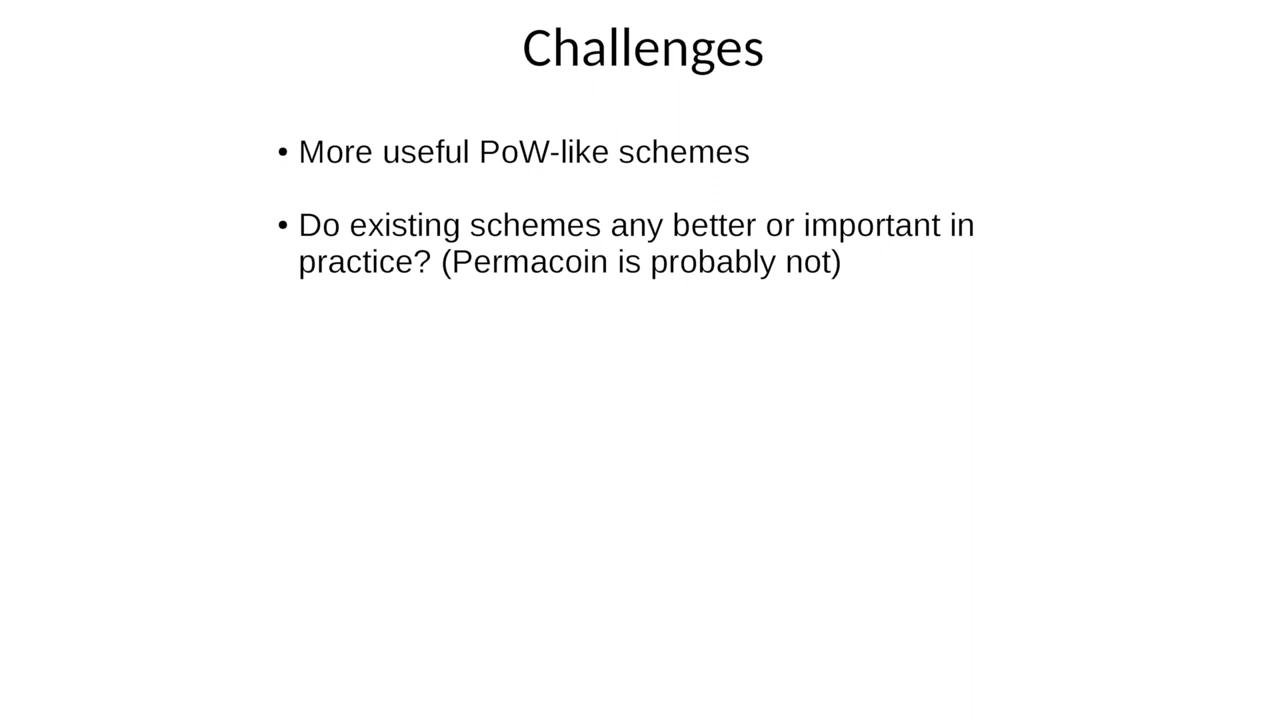 Challenges
• More useful PoW-like schemes
• Do existing schemes any better or important in
practice? (Permacoin is probably not)